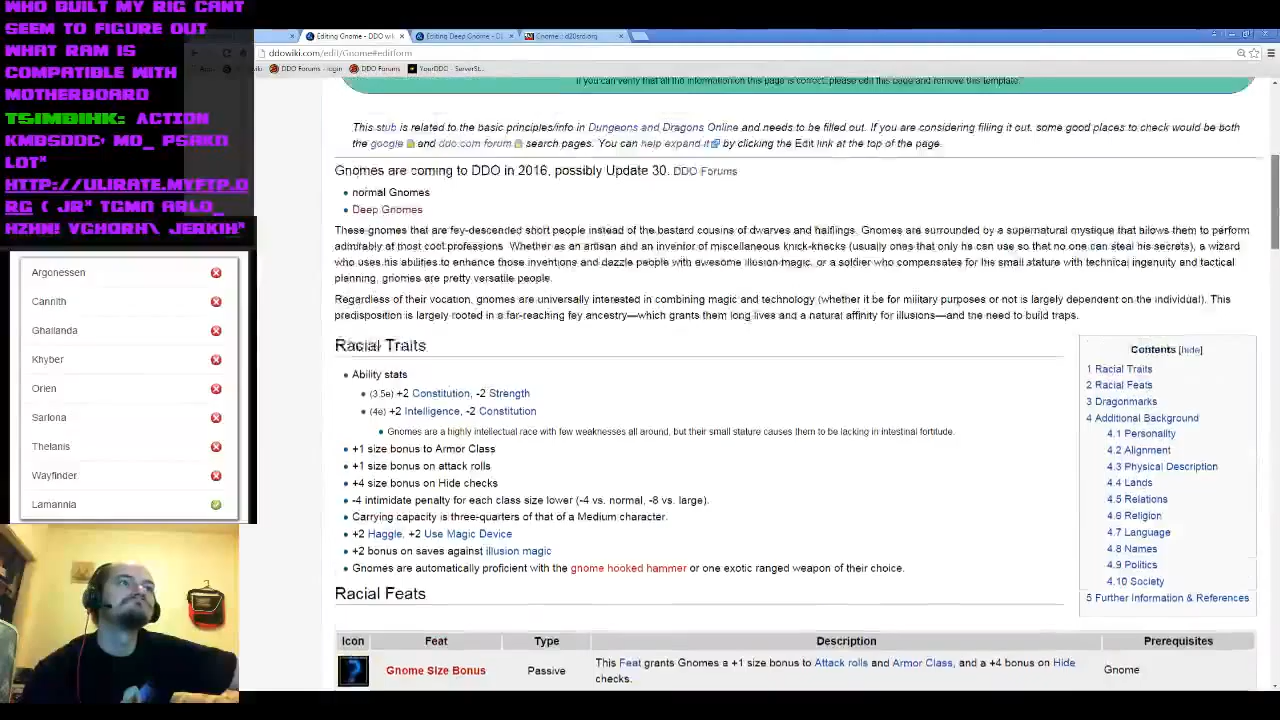 WHO BUILT MY RIG CANT
SEEM TO FIGURE OUT
WHAT RAM IS
COMPATIBLE WITH
MOTHERBOARD
TSIMBIHK: ACTION
LOT*
HTTP://ULIRATE.MYFTP.O
RG
Editing Gnome - DDO wiki
Editing Deep Gnome - D
Gnome :: d20srd.org
ddowiki.com/edit/Gnome#editform
DDO Forums - login
DDO Forums
YourDDO - ServerSt...
if you can verify that all the information on this page is correct, please edit this page and remove this template."
This stub is related to the basic principles/info in Dungeons and Dragons Online and needs to be filled out. If you are considering filling it out, some good places to check would be both
the google and ddo.com forum search pages. You can help expand it by clicking the Edit link at the top of the page.
Gnomes are coming to DDO in 2016, possibly Update 30. DDO Forums
normal Gnomes
Deep Gnomes
These gnomes that are fey-descended short people instead of the bastard cousins of dwarves and halflings. Gnomes are surrounded by a supernatural mystique that allows them to perform
admirably at most cool professions. Whether as an artisan and an inventor of miscellaneous knick-knacks (usually ones that only he can use so that no one can steal his secrets), a wizard
who uses his abilities to enhance those inventions and dazzle people with awesome illusion magic, or a soldier who compensates for his small stature with technical ingenuity and tactical
planning, gnomes are pretty versatile people.
Regardless of their vocation, gnomes are universally interested in combining magic and technology (whether it be for military purposes or not is largely dependent on the individual). This
predisposition is largely rooted in a far-reaching fey ancestry—which grants them long lives and a natural affinity for illusions—and the need to build traps.
Racial Traits
Ability stats
(3.5e) +2 Constitution, -2 Strength
(4e) +2 Intelligence, -2 Constitution
Gnomes are a highly intellectual race with few weaknesses all around, but their small stature causes them to be lacking in intestinal fortitude.
+1 size bonus to Armor Class
+1 size bonus on attack rolls
+4 size bonus on Hide checks
-4 intimidate penalty for each class size lower (-4 vs. normal, -8 vs. large).
Carrying capacity is three-quarters of that of a Medium character.
+2 Haggle, +2 Use Magic Device
+2 bonus on saves against illusion magic
Gnomes are automatically proficient with the gnome hooked hammer or one exotic ranged weapon of their choice.
Contents [hide]
1 Racial Traits
2 Racial Feats
3 Dragonmarks
4 Additional Background
4.1 Personality
4.2 Alignment
4.3 Physical Description
4.4 Lands
4.5 Relations
4.6 Religion
4.7 Language
4.8 Names
4.9 Politics
4.10 Society
5 Further Information & References
Racial Feats
Icon Feat Type Description Prerequisites
Gnome Size Bonus Passive This Feat grants Gnomes a +1 size bonus to Attack rolls and Armor Class, and a +4 bonus on Hide Gnome
checks.
Argonessen
Cannith
Ghallanda
Khyber
Orien
Sarlona
Thelanis
Wayfinder
Lamannia